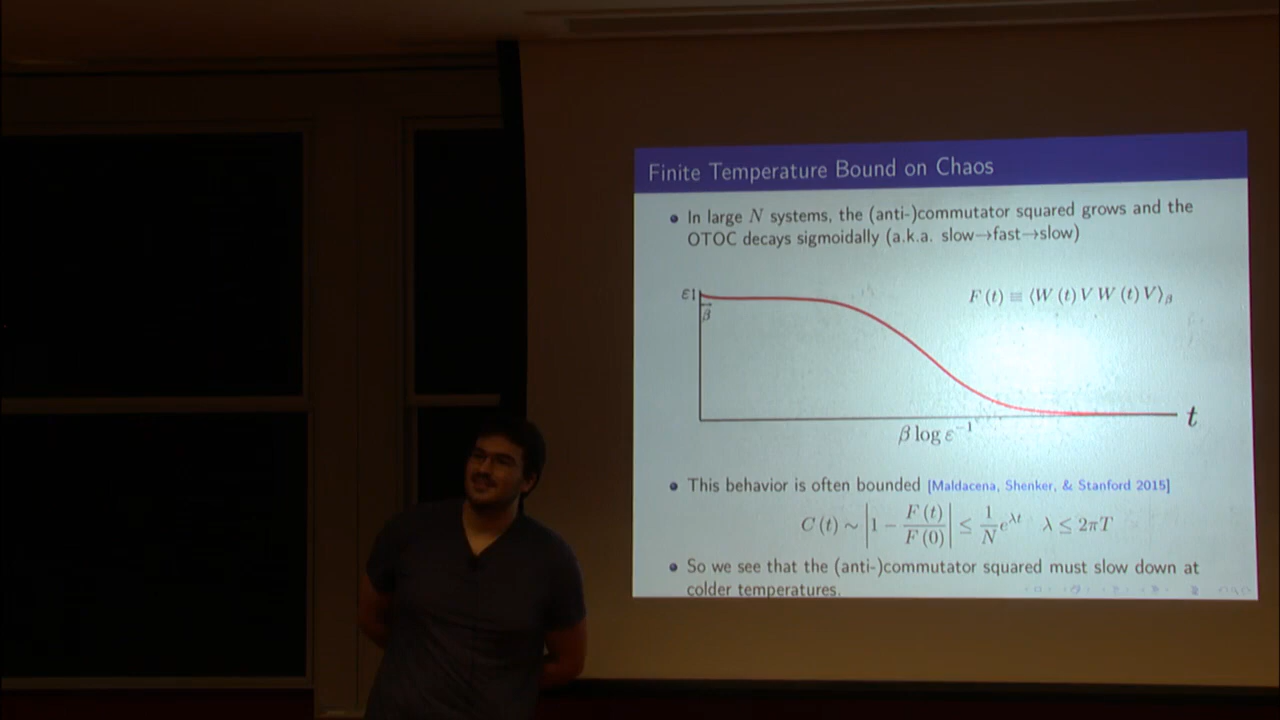 Finite Temperature Bound on Chaos
• In large N systems, the (anti-)commutator squared grows and the
OTOC decays sigmoidally (a.k.a. slow→fast→slow)
ε1
F (t) ≡ ⟨W (t) V W (t) V⟩_β
β
t
β log ε^{-1}
• This behavior is often bounded [Maldacena, Shenker, & Stanford 2015]
C (t) ∼ |1 − F (t)/F (0)| ≤ 1/N e^{λt} λ ≤ 2πT
• So we see that the (anti-)commutator squared must slow down at
colder temperatures.